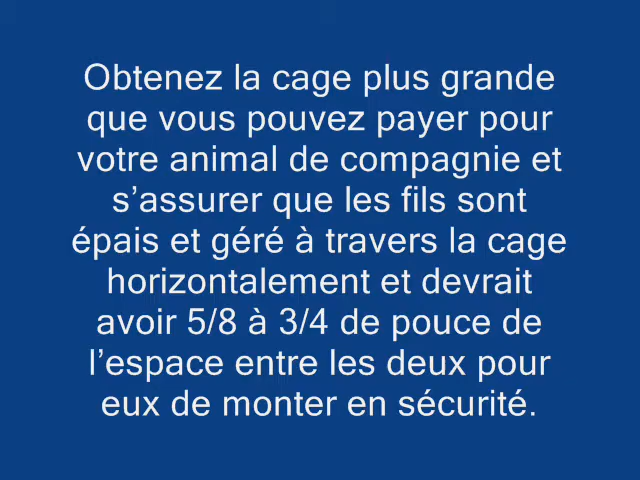 Obtenez la cage plus grande
que vous pouvez payer pour
votre animal de compagnie et
s’assurer que les fils sont
épais et géré à travers la cage
horizontalement et devrait
avoir 5/8 à 3/4 de pouce de
l’espace entre les deux pour
eux de monter en sécurité.